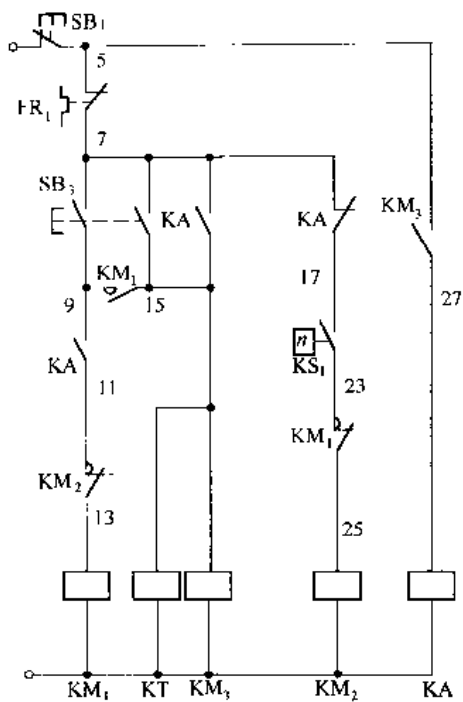 SB₁
5
FR₁
7
SB₃
KA
KA
KM₃
9
KM₁
15
17
27
KA
n
KS₁
11
23
KM₁
KM₂
13
25
KM₁ KT KM₃ KM₂ KA